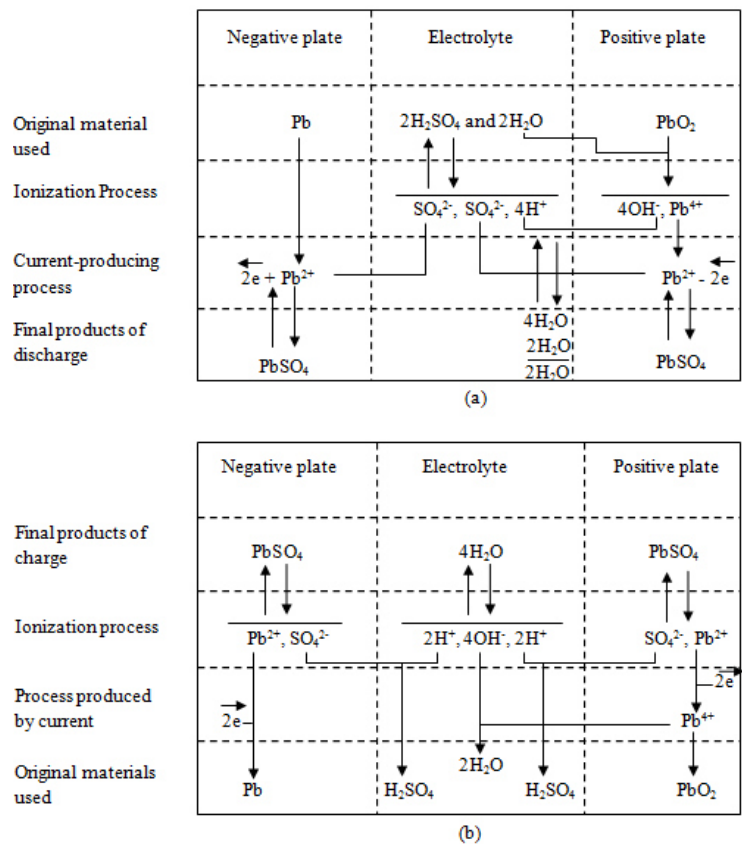 Negative plate Electrolyte Positive plate
Original material used Pb 2H₂SO₄ and 2H₂O PbO₂
Ionization Process SO₄²⁻, SO₄²⁻, 4H⁺ 4OH⁻, Pb⁴⁺
Current-producing process 2e + Pb²⁺ Pb²⁺ - 2e
Final products of discharge PbSO₄ 4H₂O PbSO₄
2H₂O
2H₂O
(a)
Negative plate Electrolyte Positive plate
Final products of charge PbSO₄ 4H₂O PbSO₄
Ionization process Pb²⁺, SO₄²⁻ 2H⁺, 4OH⁻, 2H⁺ SO₄²⁻, Pb²⁺
Process produced by current 2e– 2e Pb⁴⁺
Original materials used Pb H₂SO₄ 2H₂O H₂SO₄ PbO₂
(b)